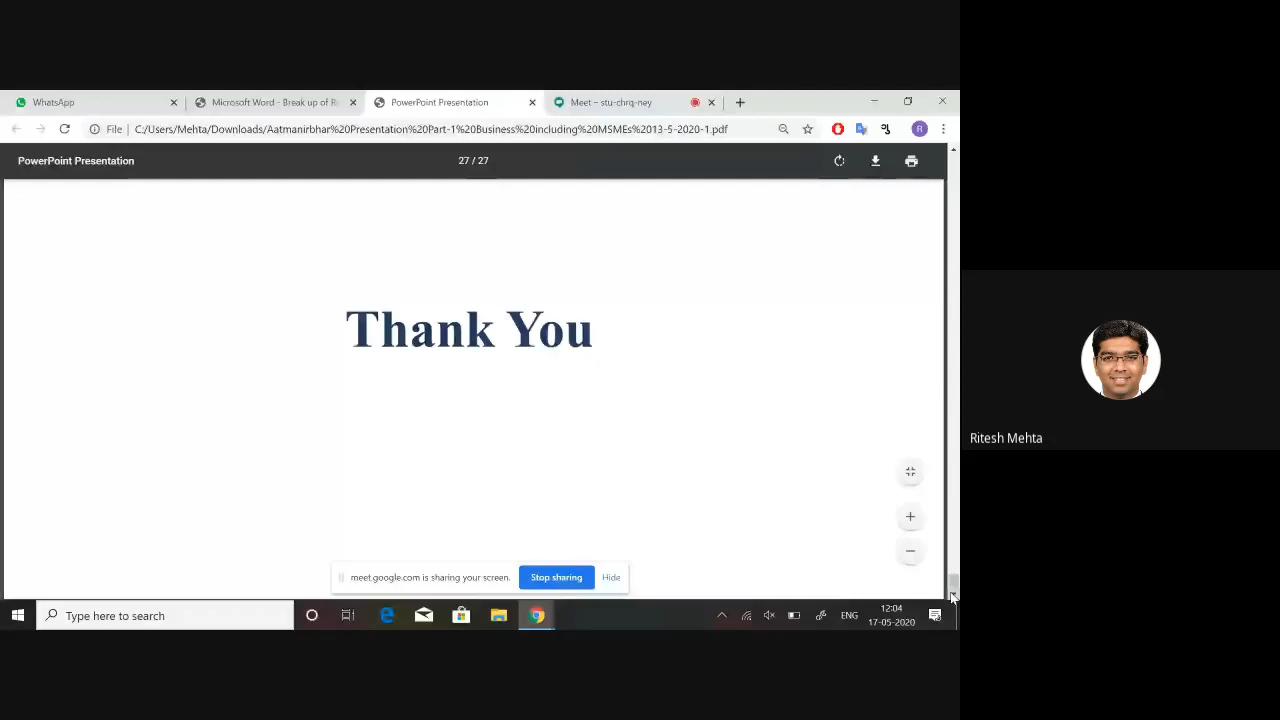 WhatsApp
Microsoft Word - Break up of R
PowerPoint Presentation
Meet – stu-chrq-ney
File
C:/Users/Mehta/Downloads/Aatmanirbhar%20Presentation%20Part-1%20Business%20including%20MSMEs%2013-5-2020-1.pdf
R
PowerPoint Presentation
27 / 27
Thank You
Ritesh Mehta
meet.google.com is sharing your screen.
Stop sharing
Hide
Type here to search
ENG
12:04
17-05-2020